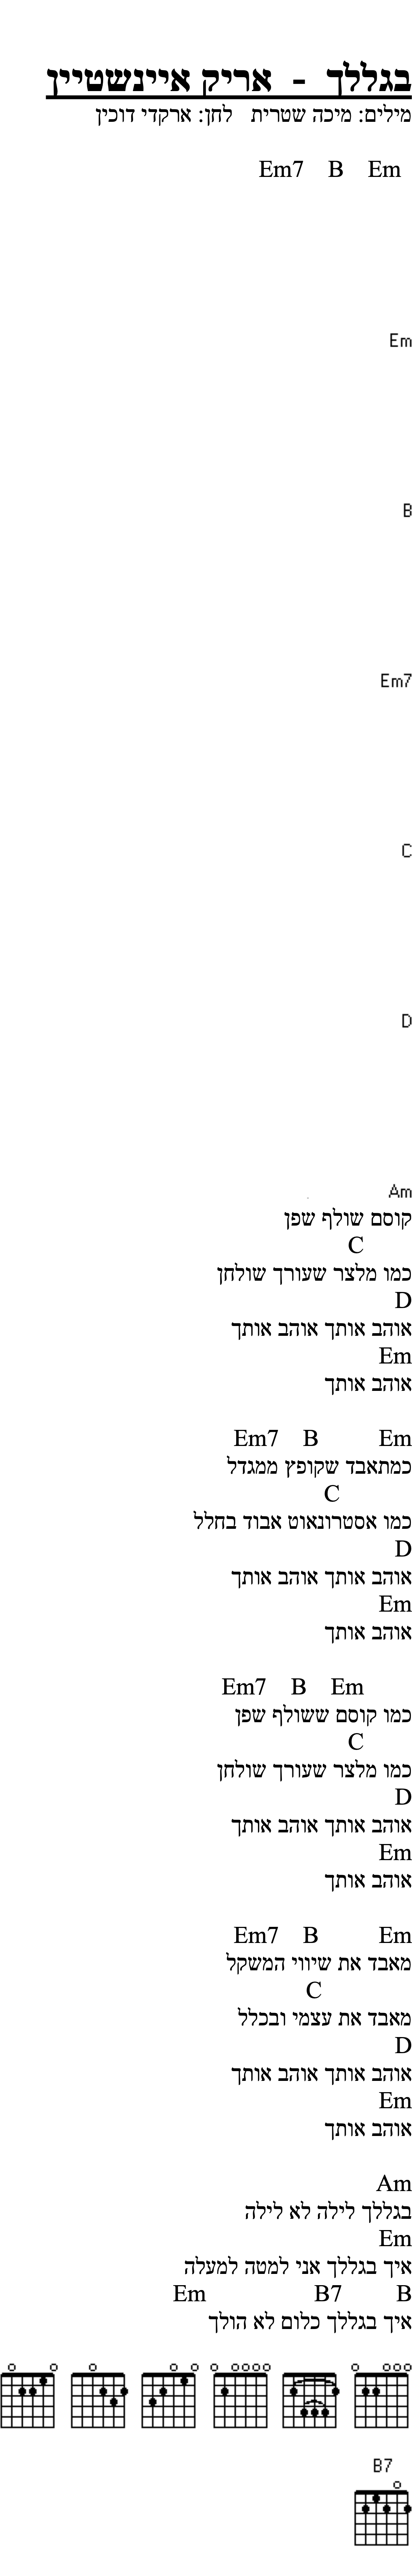 בגללך - אריק איינשטיין
מילים: מיכה שטרית לחן: ארקדי דוכין
Em7 B Em
Em
B
Em7
C
D
Am
קוסם שולף שפן
C
כמו מלצר שעורך שולחן
D
אוהב אותך אוהב אותך
Em
אוהב אותך
Em7 B Em
כמתאבד שקופץ ממגדל
C
כמו אסטרונאוט אבוד בחלל
D
אוהב אותך אוהב אותך
Em
אוהב אותך
Em7 B Em
כמו קוסם ששולף שפן
C
כמו מלצר שעורך שולחן
D
אוהב אותך אוהב אותך
Em
אוהב אותך
Em7 B Em
מאבד את שיווי המשקל
C
מאבד את עצמי ובכלל
D
אוהב אותך אוהב אותך
Em
אוהב אותך
Am
בגללך לילה לא לילה
Em
איך בגללך אני למטה למעלה
Em B7 B
איך בגללך כלום לא הולך
B7